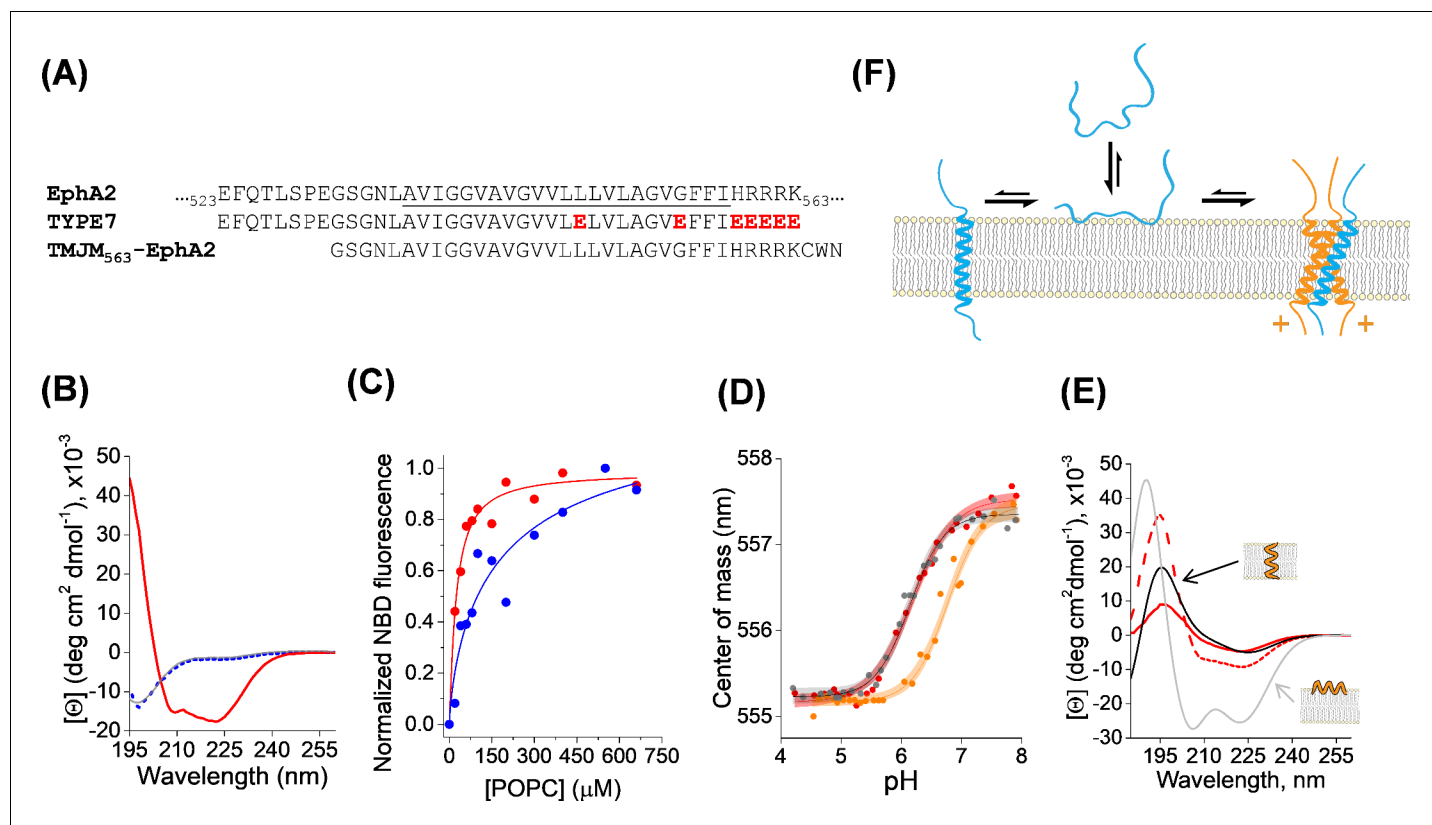 (A)
EphA2 …523EFQTLSPEGSGNLAVIGGVAVGVVLLLVLAGVGFFIHRRRK563…
TYPE7 EFQTLSPEGSGNLAVIGGVAVGVVLELVLAGVEFFIEEEEE
TMJM563-EphA2 GSGNLAVIGGVAVGVVLLLVLAGVGFFIHRRRKCWN
(F)
+ +
(B)
[Θ] (deg cm2 dmol-1), x10-3
50
40
30
20
10
0
-10
-20
195 210 225 240 255
Wavelength (nm)
(C)
Normalized NBD fluorescence
1.0
0.8
0.6
0.4
0.2
0.0
0 150 300 450 600 750
[POPC] (μM)
(D)
Center of mass (nm)
558
557
556
555
4 5 6 7 8
pH
(E)
[Θ] (deg cm2dmol-1), x10-3
50
40
30
20
10
0
-10
-20
-30
195 210 225 240 255
Wavelength, nm